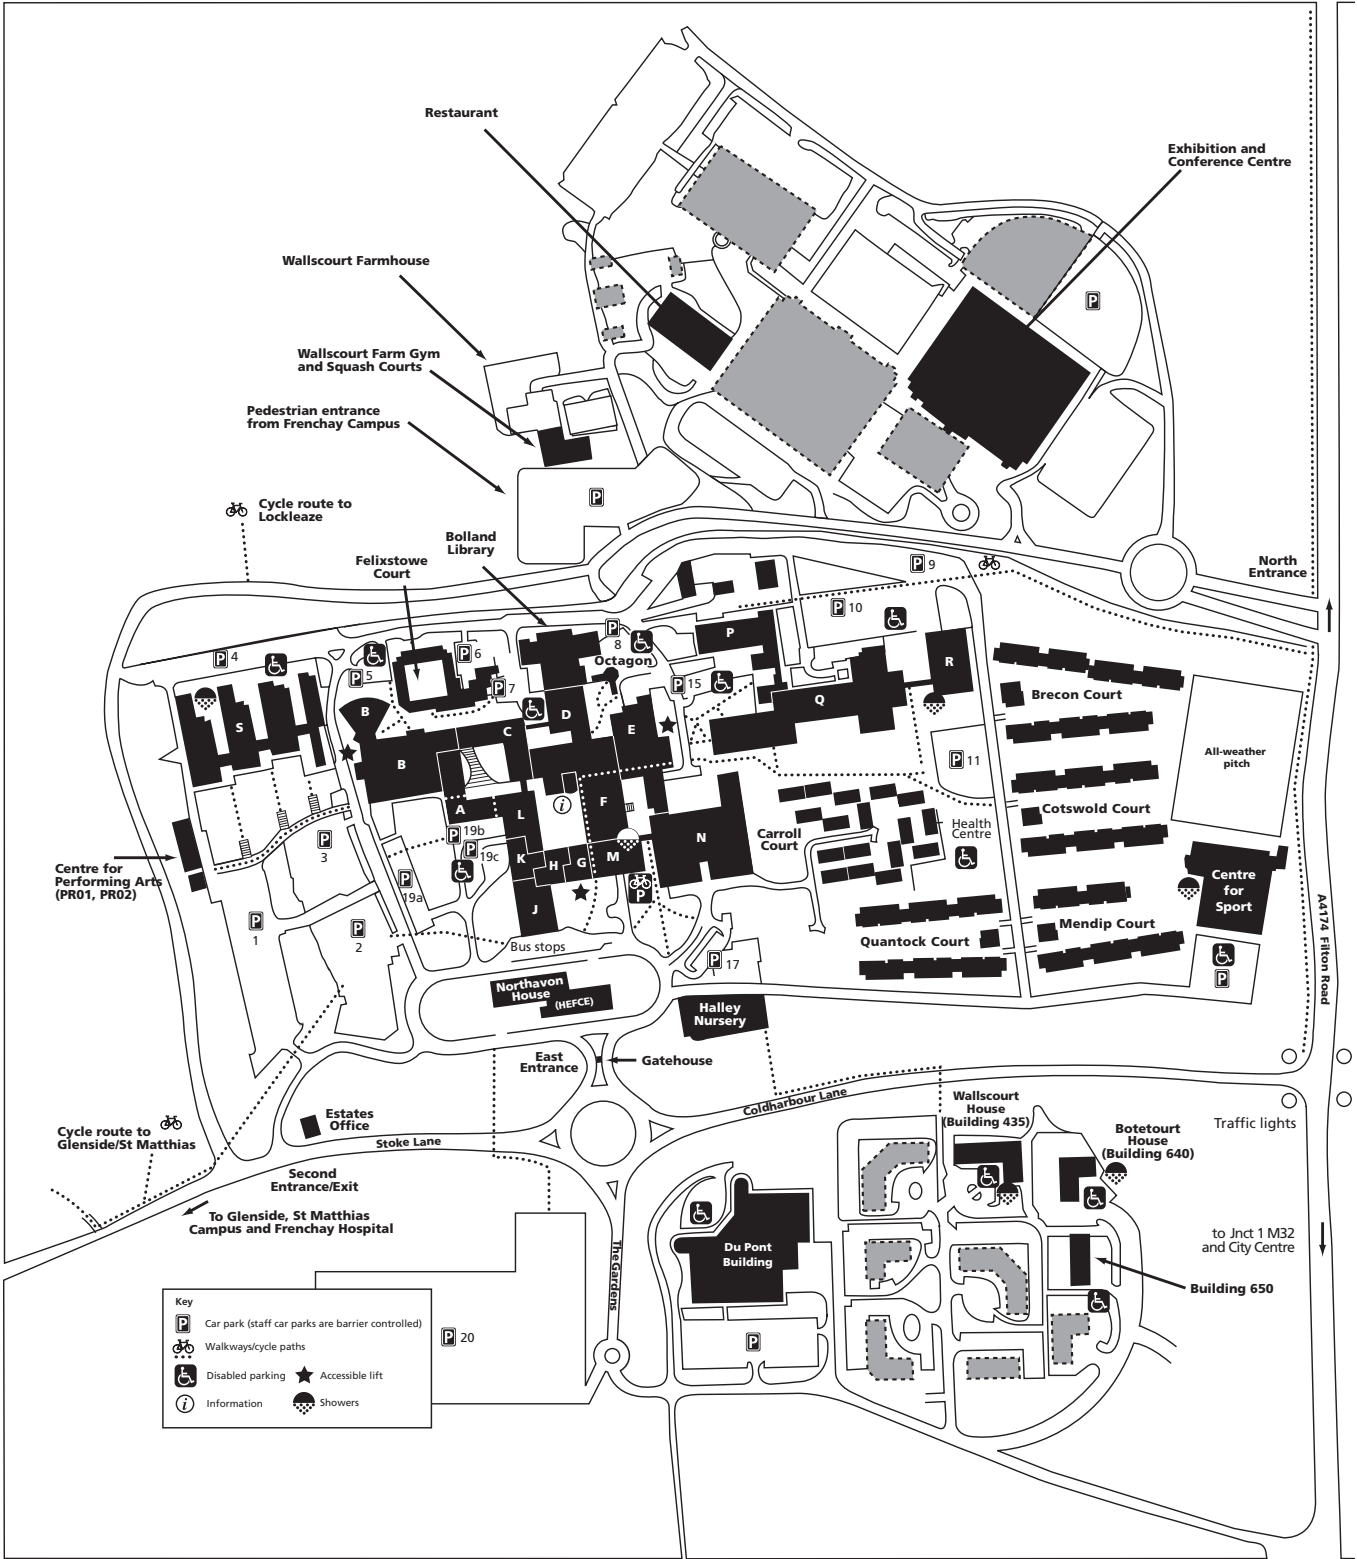 Restaurant
Exhibition and
Conference Centre
Wallscourt Farmhouse
P
Wallscourt Farm Gym
and Squash Courts
Pedestrian entrance
from Frenchay Campus
P
Cycle route to
Lockleaze
Bolland
Library
Felixstowe
Court
North
Entrance
P 9
P 10
P 8
P
P 4
P 5
P 6
P 7
Octagon
P 15
R
Brecon Court
S
B
B
C
D
E
Q
All-weather
pitch
P 11
A
L
F
i
N
Cotswold Court
Carroll
Court
Health
Centre
P 19b
P 19c
P 3
K
H
G
M
Centre for
Performing Arts
(PR01, PR02)
P 19a
P
J
Centre
for
Sport
P 1
P 2
Mendip Court
Quantock Court
Bus stops
P 17
P
A4174 Filton Road
Northavon
House
(HEFCE)
Halley
Nursery
East
Entrance
Gatehouse
Coldharbour Lane
Wallscourt
House
(Building 435)
Estates
Office
Stoke Lane
Traffic lights
Botetourt
House
(Building 640)
Cycle route to
Glenside/St Matthias
Second
Entrance/Exit
To Glenside, St Matthias
Campus and Frenchay Hospital
to Jnct 1 M32
and City Centre
Du Pont
Building
The Gardens
Building 650
P 20
P
Key
P Car park (staff car parks are barrier controlled)
Walkways/cycle paths
Disabled parking
Accessible lift
i Information
Showers